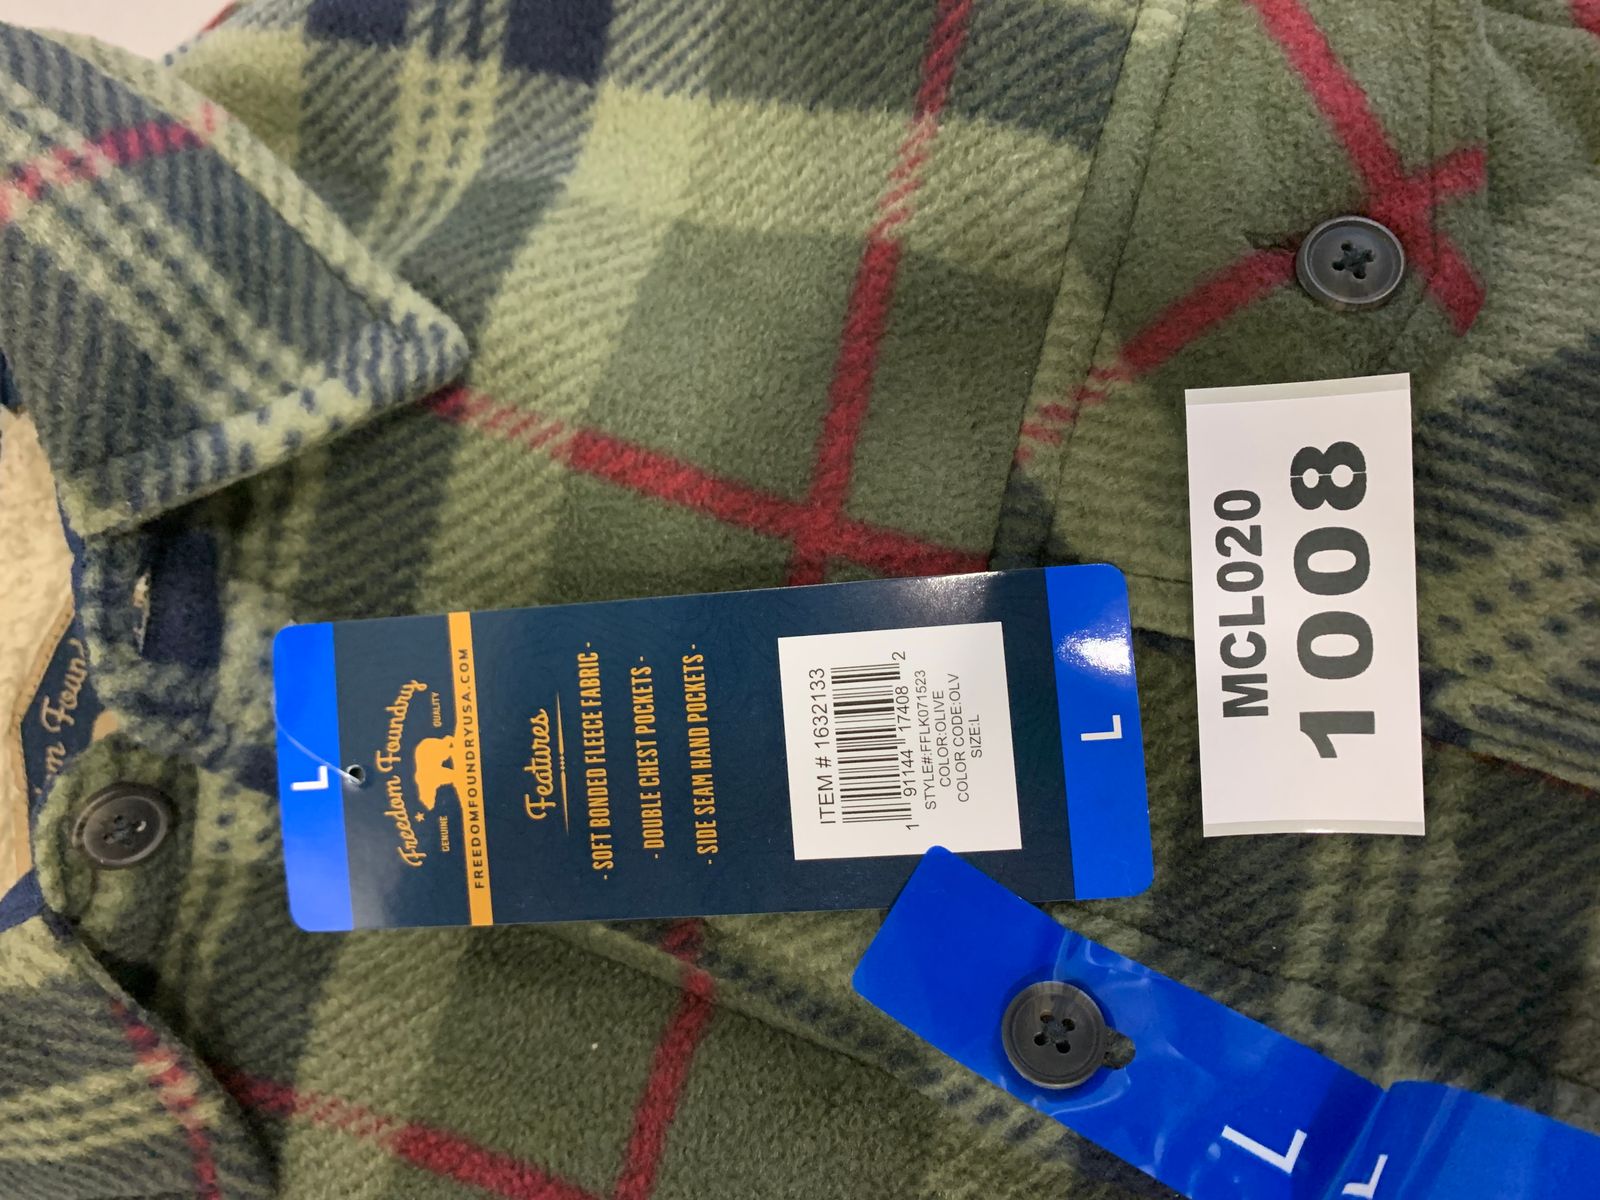 L
Freedom Foundry
GENUINE QUALITY
FREEDOMFOUNDRYUSA.COM
Features
- SOFT BONDED FLEECE FABRIC -
- DOUBLE CHEST POCKETS -
- SIDE SEAM HAND POCKETS -
ITEM # 1632133
1 91144 17408 2
STYLE#:FFLK071523
COLOR:OLIVE
COLOR CODE:OLV
SIZE:L
L
MCL020
1008
L
L